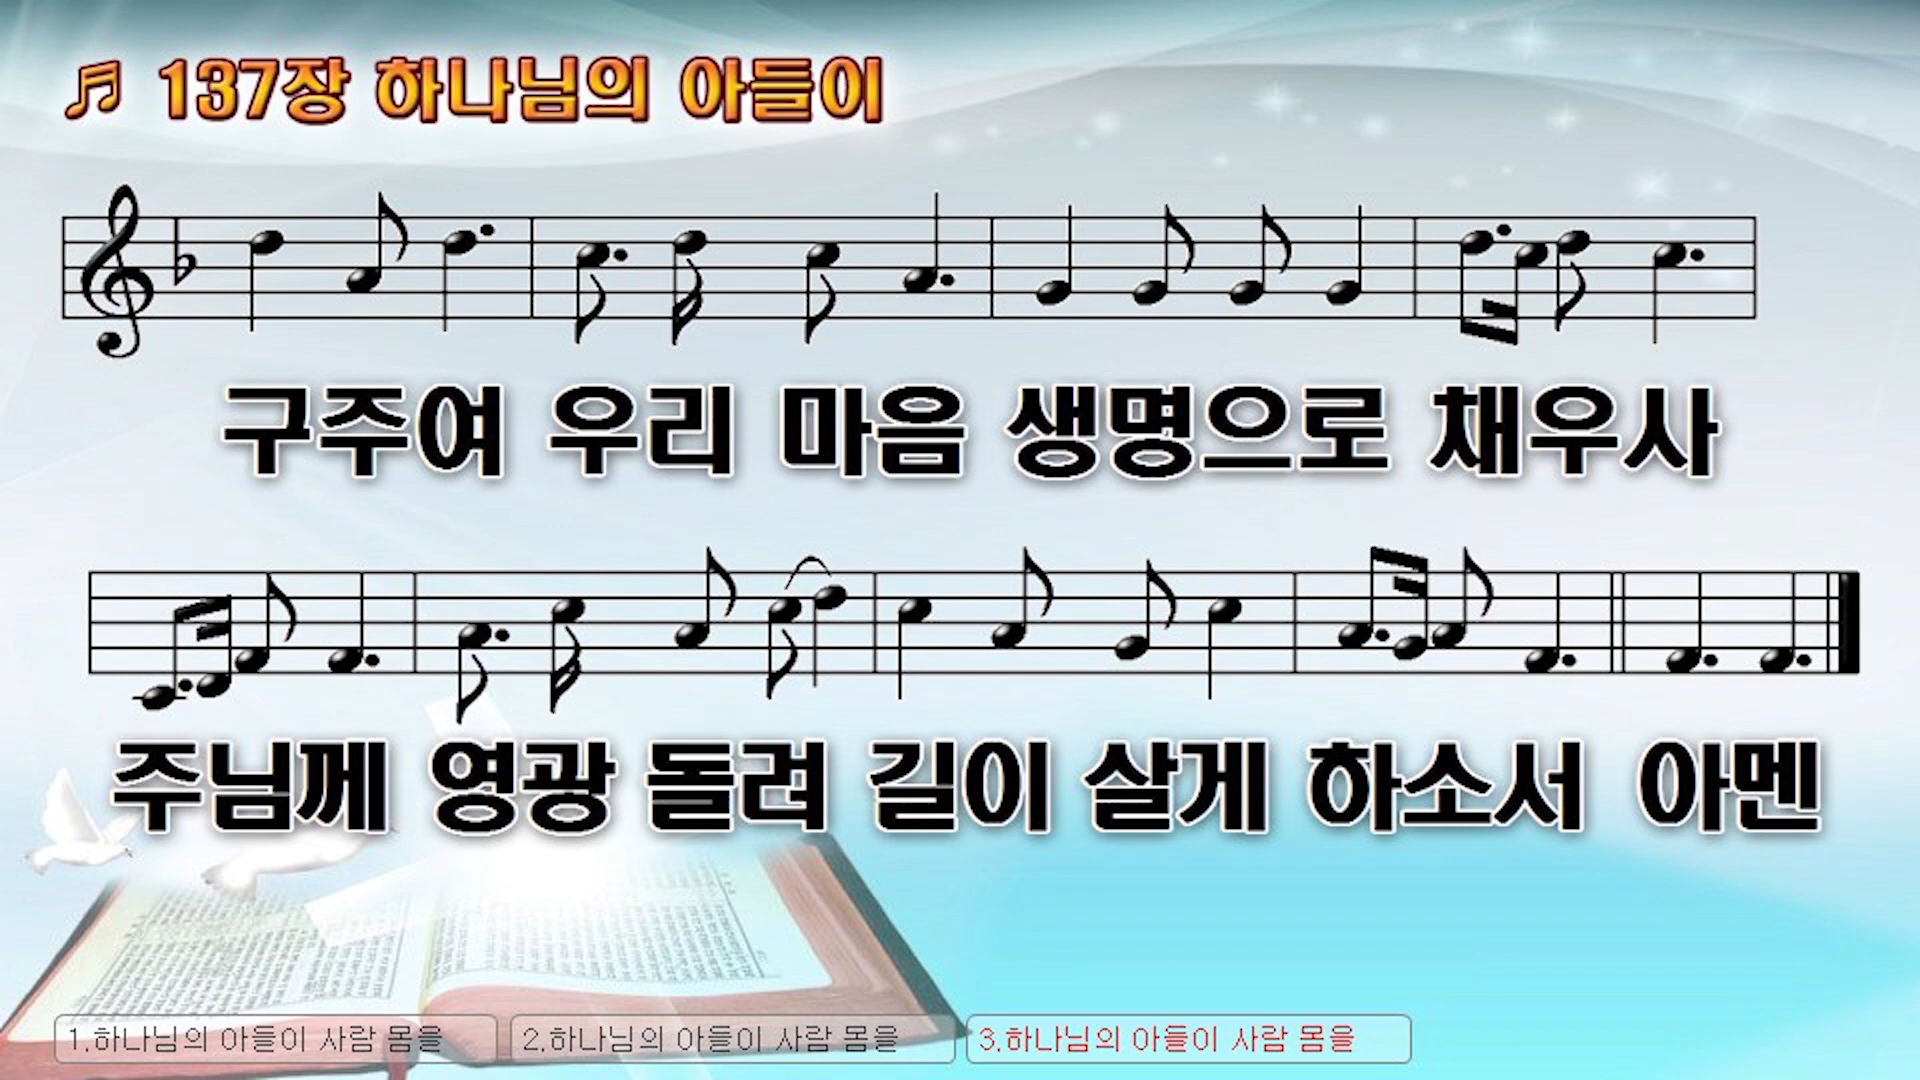 137장 하나님의 아들이
구주여 우리 마음 생명으로 채우사
주님께 영광 돌려 길이 살게 하소서 아멘
1.하나님의 아들이 사람 몸을
2.하나님의 아들이 사람 몸을
3.하나님의 아들이 사람 몸을